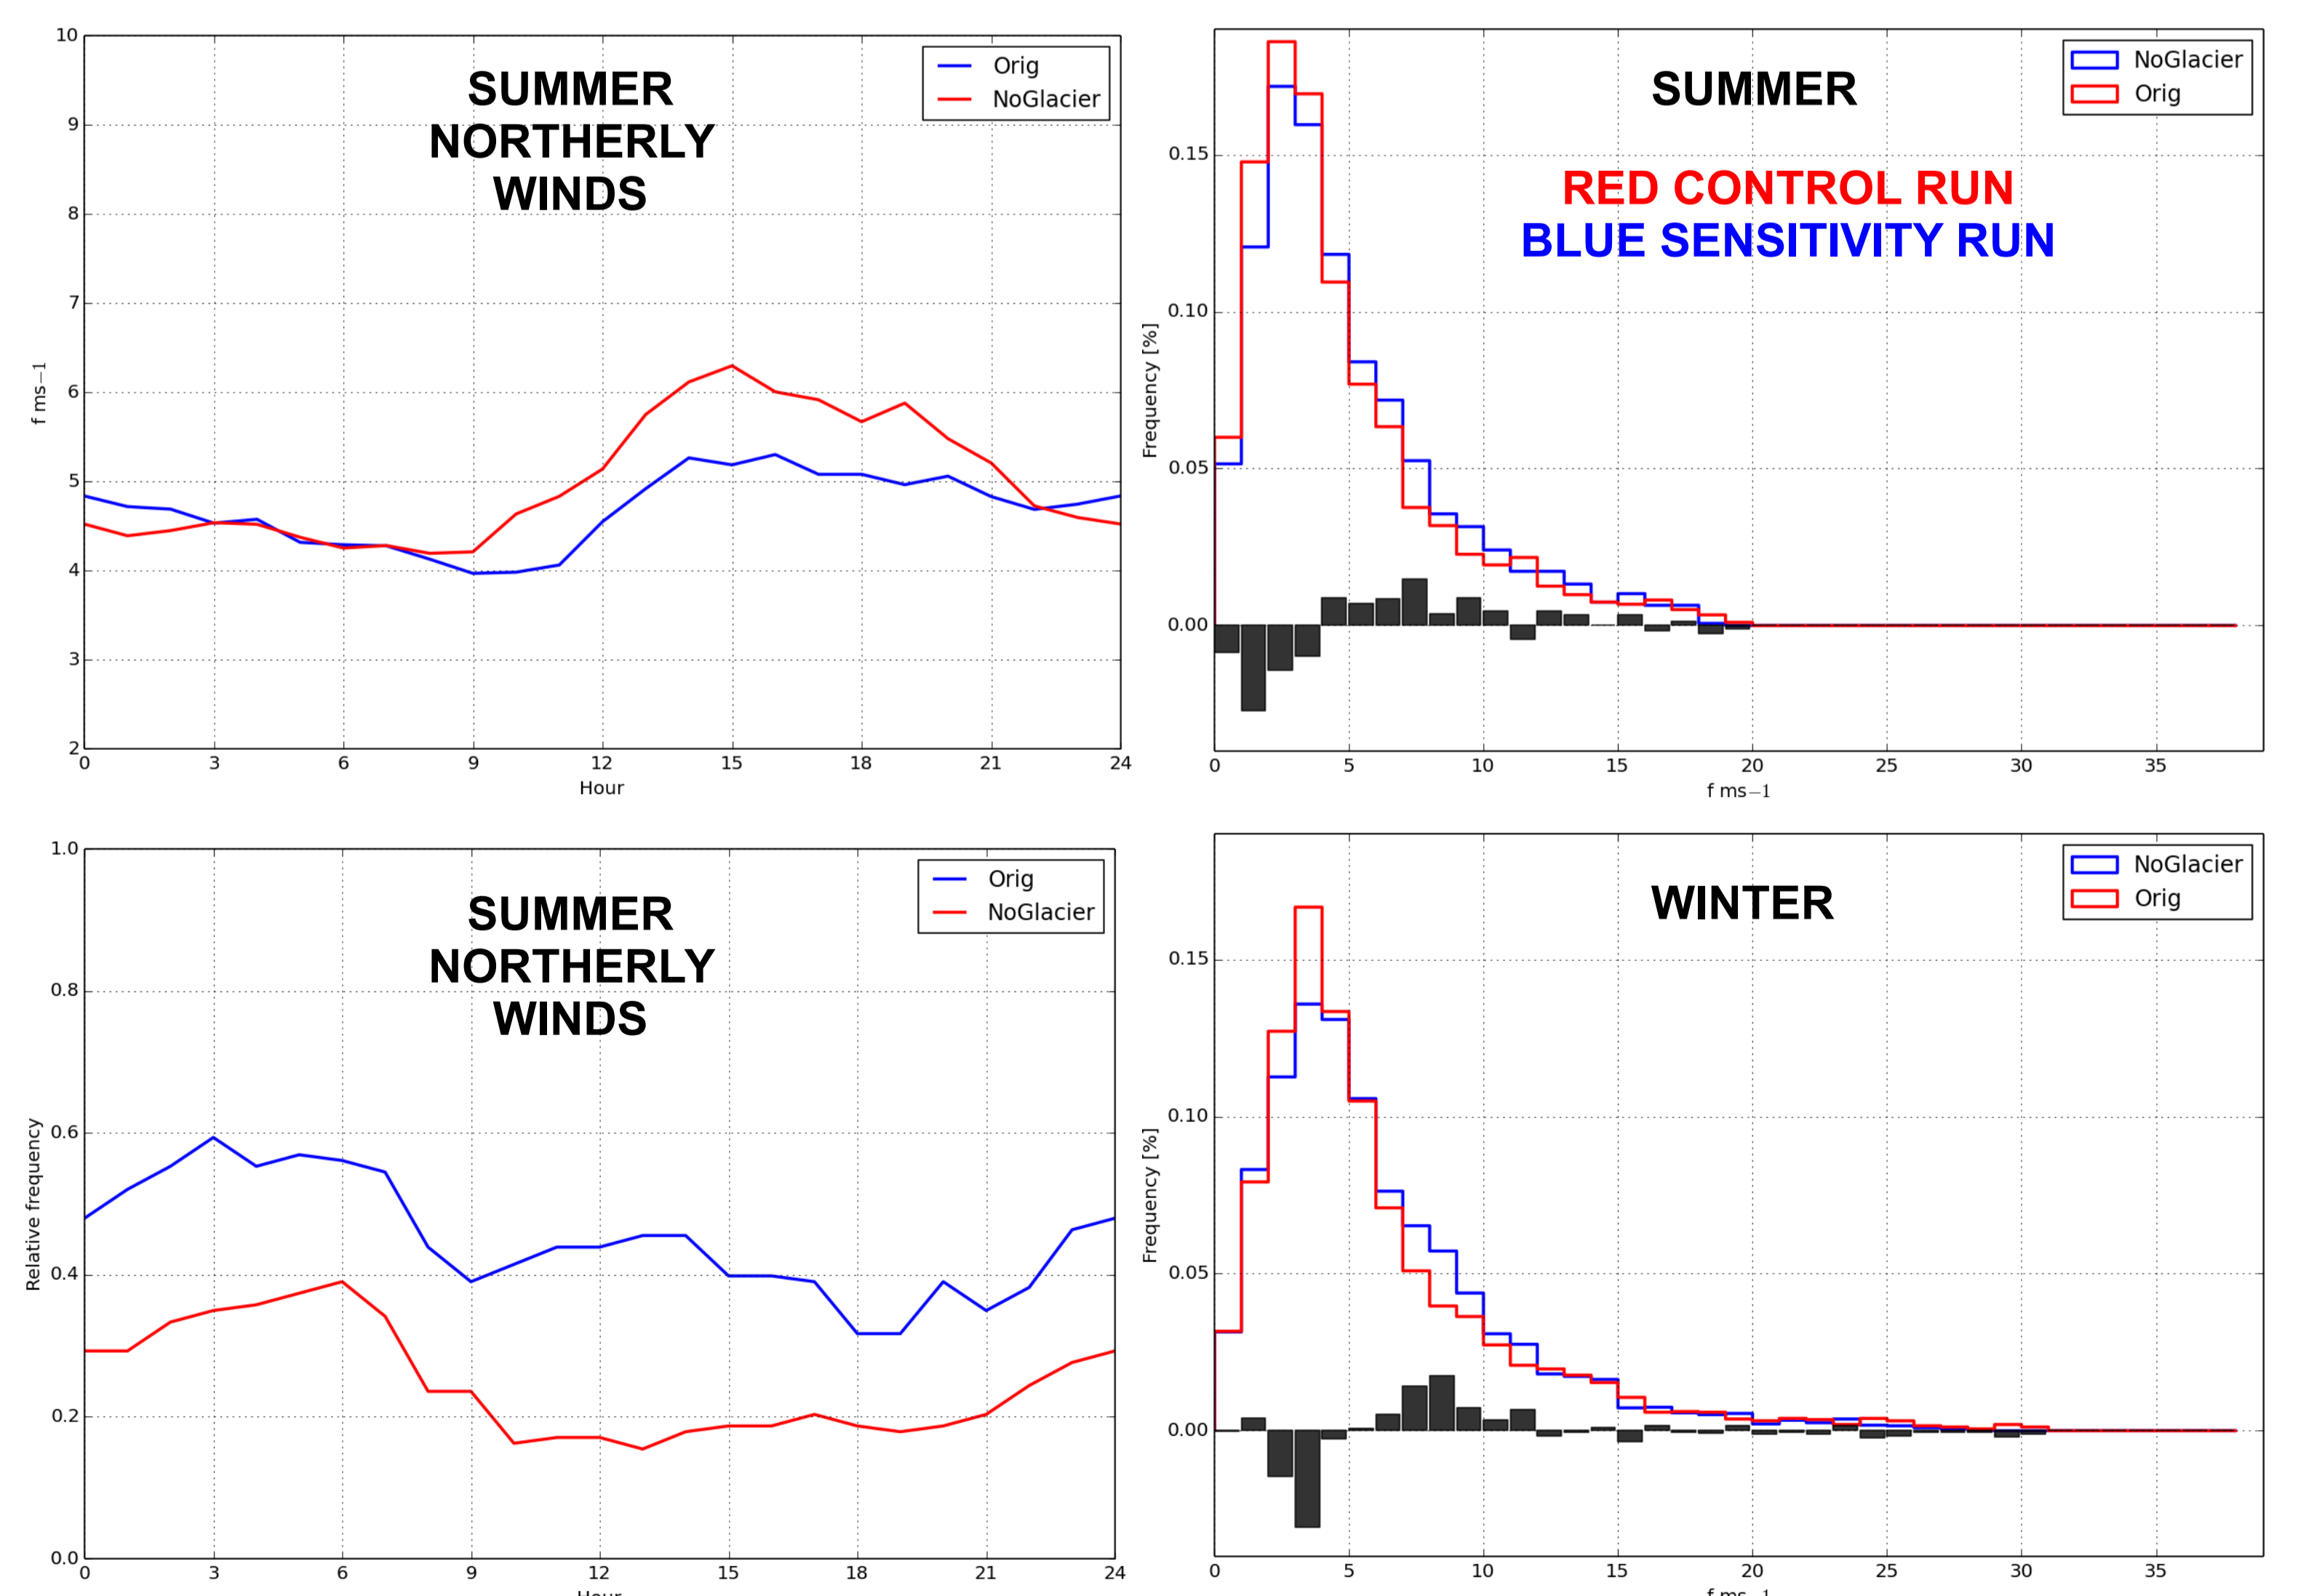 10
9
8
7
6
5
4
3
2
f ms−1
SUMMER
NORTHERLY
WINDS
Orig
NoGlacier
0 3 6 9 12 15 18 21 24
Hour
0.15
0.10
0.05
0.00
Frequency [%]
SUMMER
RED CONTROL RUN
BLUE SENSITIVITY RUN
NoGlacier
Orig
0 5 10 15 20 25 30 35
f ms−1
1.0
0.8
0.6
0.4
0.2
0.0
Relative frequency
SUMMER
NORTHERLY
WINDS
Orig
NoGlacier
0 3 6 9 12 15 18 21 24
Hour
0.15
0.10
0.05
0.00
Frequency [%]
WINTER
NoGlacier
Orig
0 5 10 15 20 25 30 35
f ms−1